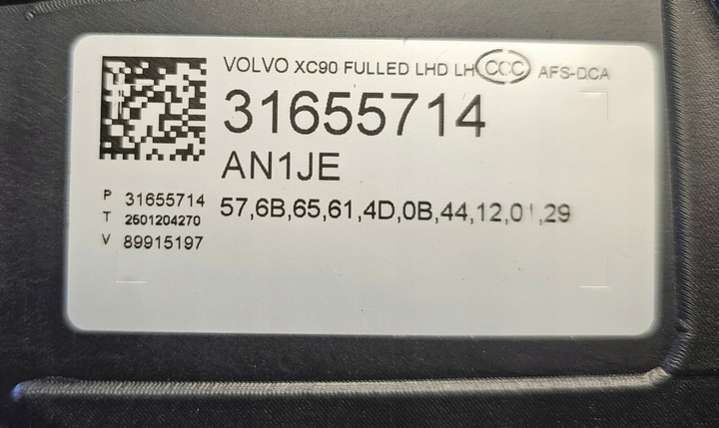 VOLVO XC90 FULLED LHD LH CCC AFS-DCA
31655714
AN1JE
57,6B,65,61,4D,0B,44,12,01,29
P 31655714
T 2601204270
V 89915197